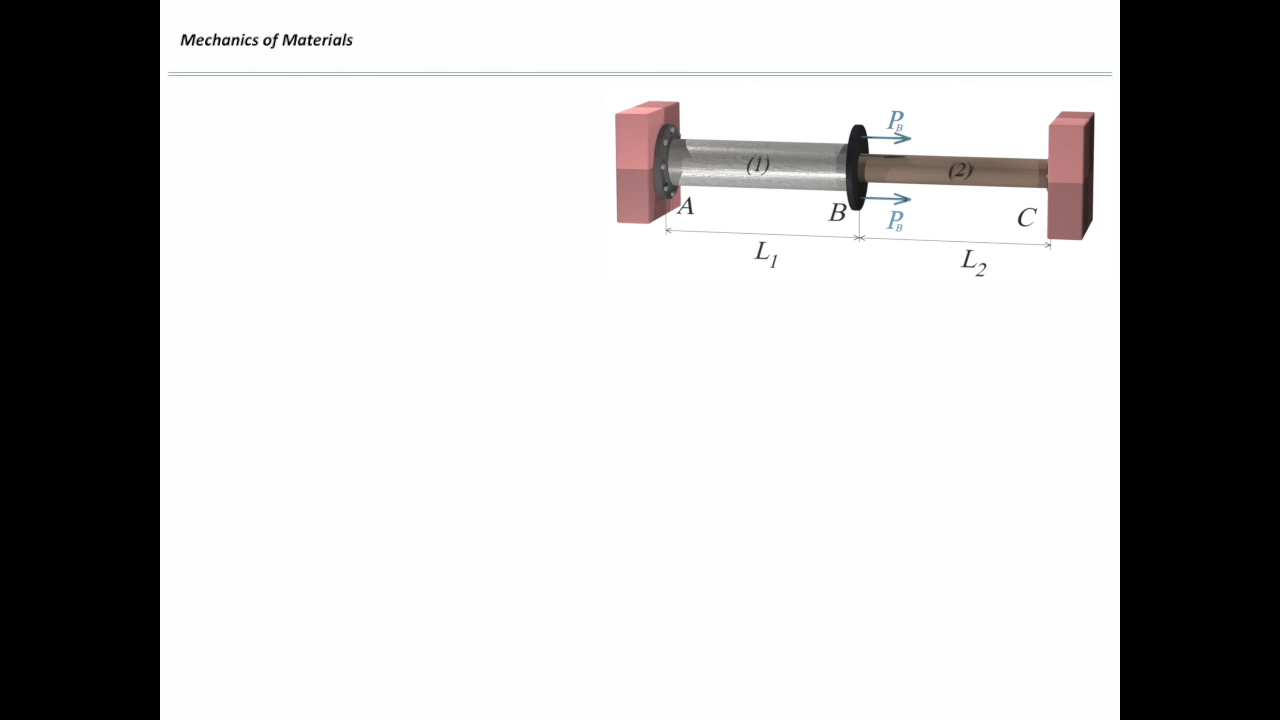 Mechanics of Materials
P_B
(1)
(2)
A
B
P_B
C
L_1
L_2